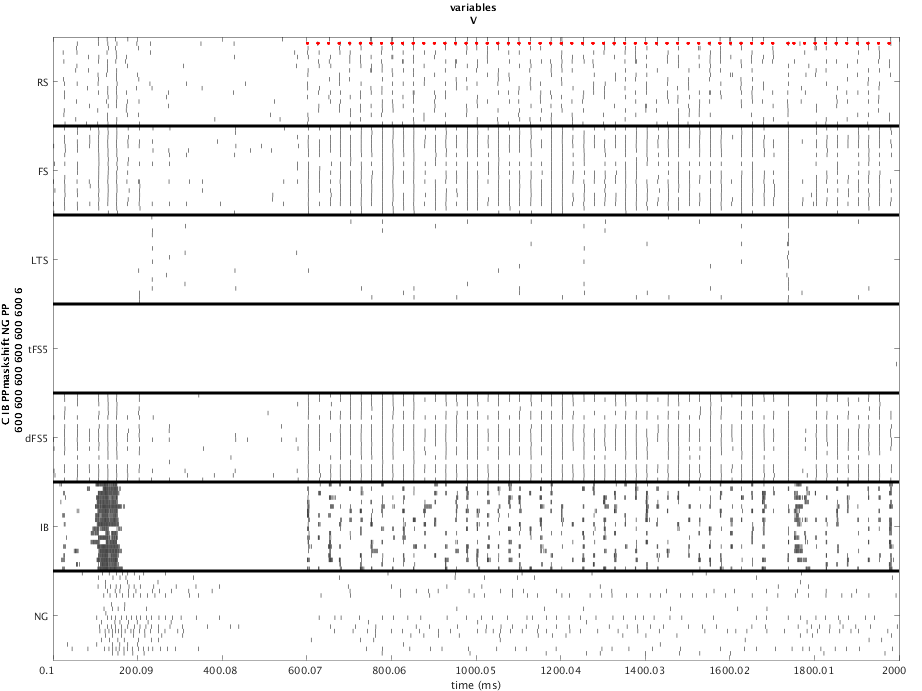 variables
V
RS
FS
LTS
tFS5
dFS5
IB
NG
C IB PPmaskshift NG PP
600 600 600 600 600 600 6
0.1 200.09 400.08 600.07 800.06 1000.05 1200.04 1400.03 1600.02 1800.01 2000
time (ms)